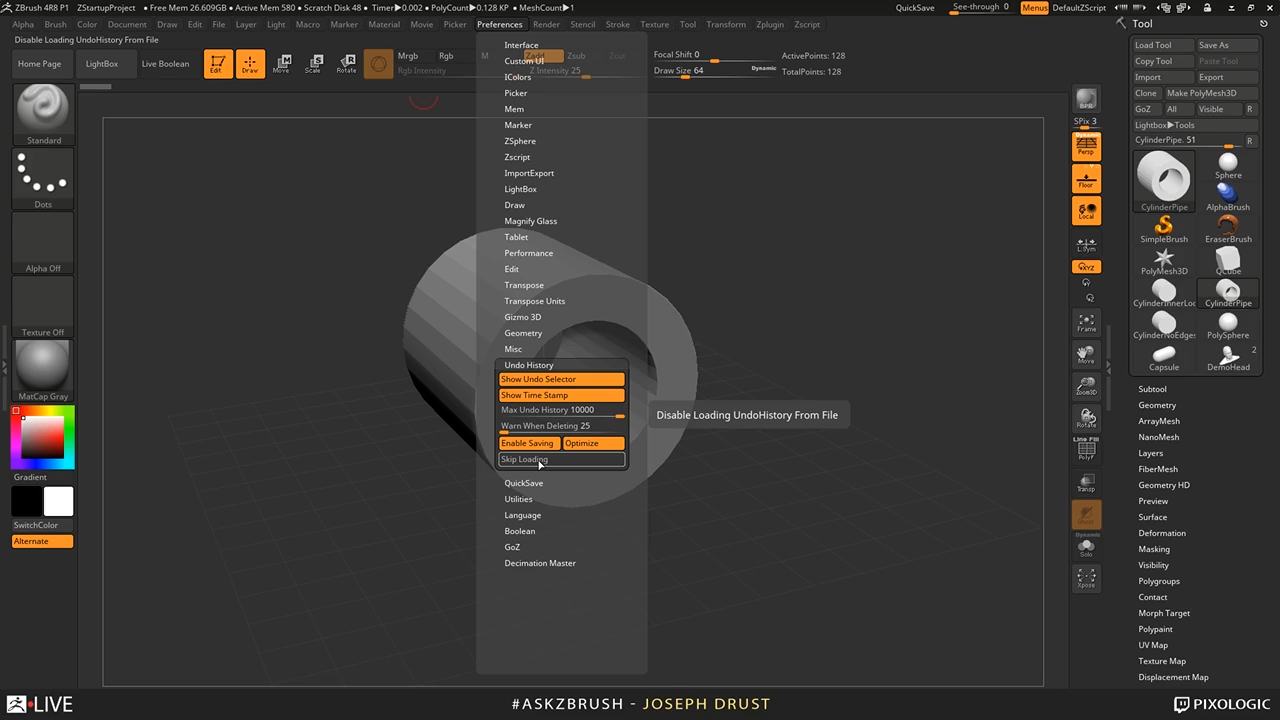 ZBrush 4R8 P1 ZStartupProject • Free Mem 26.609GB • Active Mem 580 • Scratch Disk 48 • Timer▶0.002 • PolyCount▶0.128 KP • MeshCount▶1 QuickSave See-through 0 Menus DefaultZScript
Alpha Brush Color Document Draw Edit File Layer Light Macro Marker Material Movie Picker Preferences Render Stencil Stroke Texture Tool Transform Zplugin Zscript
Disable Loading UndoHistory From File
Home Page LightBox Live Boolean
Edit Draw Move Scale Rotate
Mrgb Rgb M Zadd Zsub Zcut
Rgb Intensity Z Intensity 25
Focal Shift 0
Draw Size 64 Dynamic
ActivePoints: 128
TotalPoints: 128
Standard
Dots
Alpha Off
Texture Off
MatCap Gray
Gradient
SwitchColor
Alternate
Interface
Custom UI
IColors
Picker
Mem
Marker
ZSphere
Zscript
ImportExport
LightBox
Draw
Magnify Glass
Tablet
Performance
Edit
Transpose
Transpose Units
Gizmo 3D
Geometry
Misc
Undo History
Show Undo Selector
Show Time Stamp
Max Undo History 10000
Warn When Deleting 25
Enable Saving Optimize
Skip Loading
QuickSave
Utilities
Language
Boolean
GoZ
Decimation Master
Disable Loading UndoHistory From File
BPR
SPix 3
Dynamic
Persp
Floor
Local
L.Sym
XYZ
Frame
Move
Zoom3D
Rotate
Line Fill
PolyF
Transp
Ghost
Dynamic
Solo
Xpose
Tool
Load Tool Save As
Copy Tool Paste Tool
Import Export
Clone Make PolyMesh3D
GoZ All Visible R
Lightbox▶Tools
CylinderPipe. 51 R
CylinderPipe Sphere
AlphaBrush
SimpleBrush EraserBrush
PolyMesh3D QCube
CylinderInnerLoc CylinderPipe
CylinderNoEdges PolySphere
Capsule DemoHead 2
Subtool
Geometry
ArrayMesh
NanoMesh
Layers
FiberMesh
Geometry HD
Preview
Surface
Deformation
Masking
Visibility
Polygroups
Contact
Morph Target
Polypaint
UV Map
Texture Map
Displacement Map
LIVE
#ASKZBRUSH - JOSEPH DRUST
PIXOLOGIC